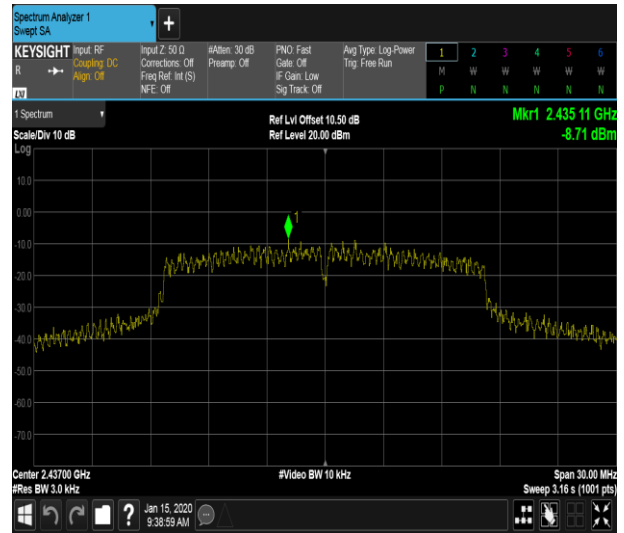 Spectrum Analyzer 1
Swept SA
+
KEYSIGHT
R
LXI
Input: RF
Coupling: DC
Align: Off
Input Z: 50 Ω
Corrections: Off
Freq Ref: Int (S)
NFE: Off
#Atten: 30 dB
Preamp: Off
PNO: Fast
Gate: Off
IF Gain: Low
Sig Track: Off
Avg Type: Log-Power
Trig: Free Run
1 2 3 4 5 6
M W W W W W
P N N N N N
1 Spectrum
Scale/Div 10 dB
Log
Ref Lvl Offset 10.50 dB
Ref Level 20.00 dBm
Mkr1 2.435 11 GHz
-8.71 dBm
10.0
0.00
1
-10.0
-20.0
-30.0
-40.0
-50.0
-60.0
-70.0
Center 2.43700 GHz
#Res BW 3.0 kHz
#Video BW 10 kHz
Span 30.00 MHz
Sweep 3.16 s (1001 pts)
?
Jan 15, 2020
9:38:59 AM